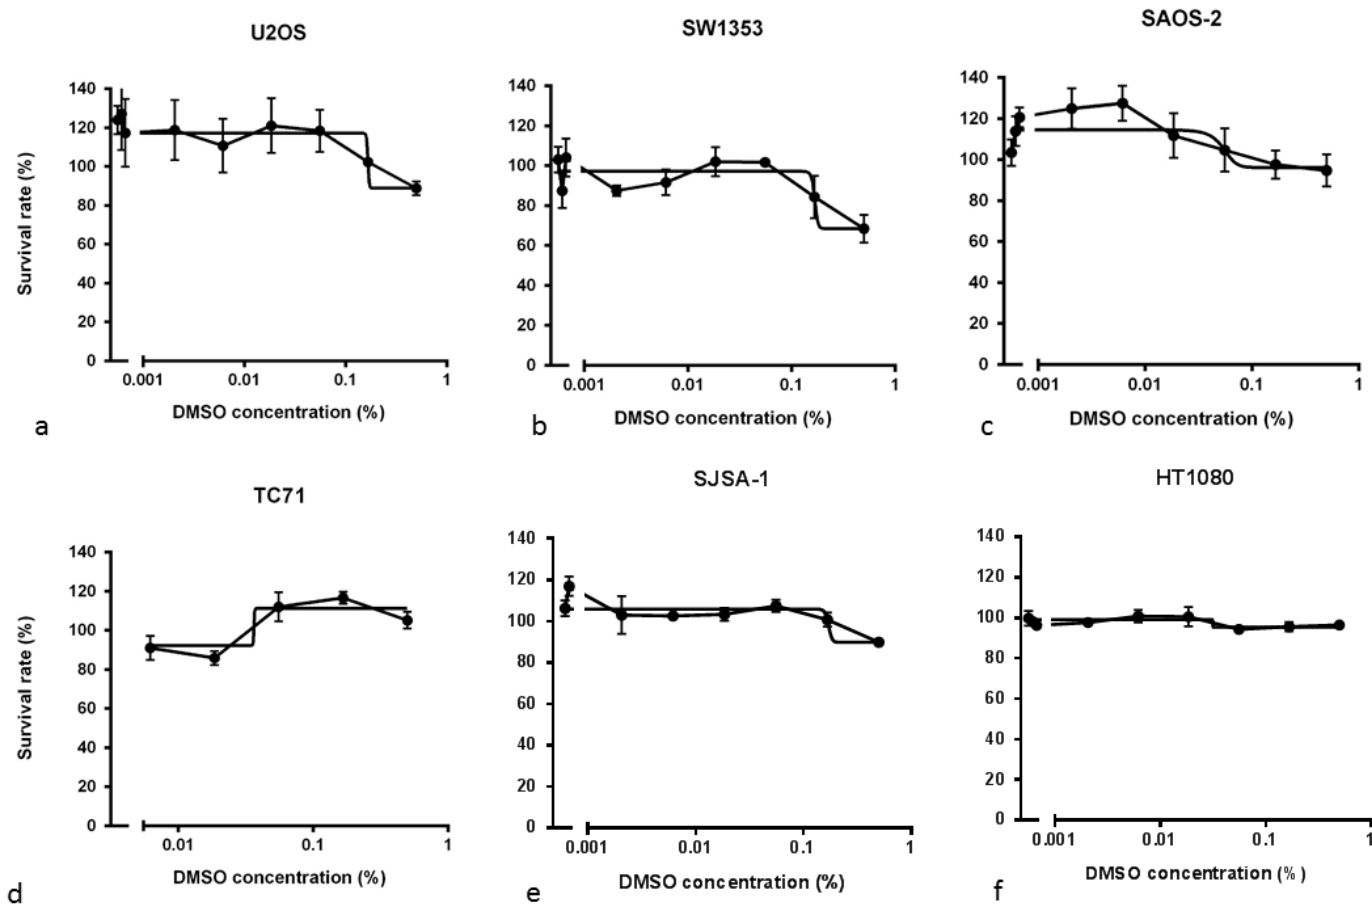 U2OS
Survival rate (%)
140
120
100
80
60
40
20
0
0.001 0.01 0.1 1
DMSO concentration (%)
a
SW1353
140
120
100
80
60
40
20
0
0.001 0.01 0.1 1
DMSO concentration (%)
b
SAOS-2
140
120
100
80
60
40
20
0
0.001 0.01 0.1 1
DMSO concentration (%)
c
TC71
Survival rate (%)
140
120
100
80
60
40
20
0
0.01 0.1 1
DMSO concentration (%)
d
SJSA-1
140
120
100
80
60
40
20
0
0.001 0.01 0.1 1
DMSO concentration (%)
e
HT1080
140
120
100
80
60
40
20
0
0.001 0.01 0.1 1
DMSO concentration (%)
f